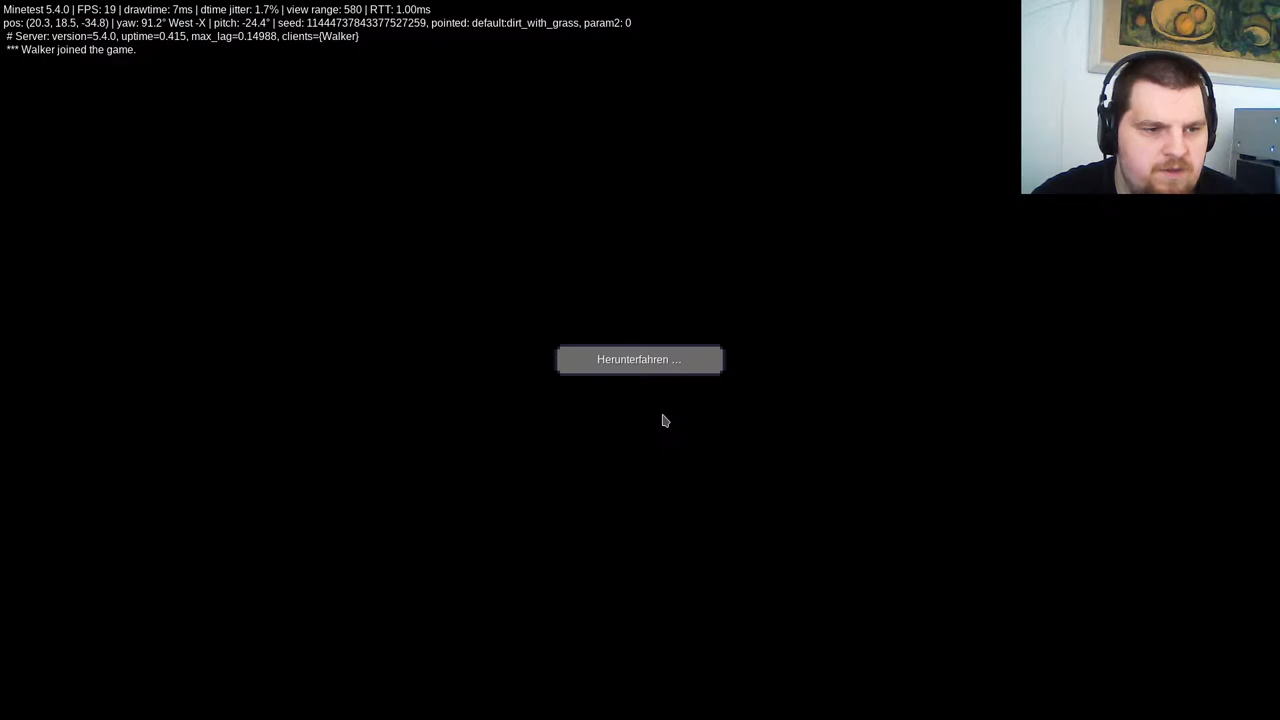 Minetest 5.4.0 | FPS: 19 | drawtime: 7ms | dtime jitter: 1.7% | view range: 580 | RTT: 1.00ms
pos: (20.3, 18.5, -34.8) | yaw: 91.2° West -X | pitch: -24.4° | seed: 11444737843377527259, pointed: default:dirt_with_grass, param2: 0
# Server: version=5.4.0, uptime=0.415, max_lag=0.14988, clients={Walker}
*** Walker joined the game.
Herunterfahren …